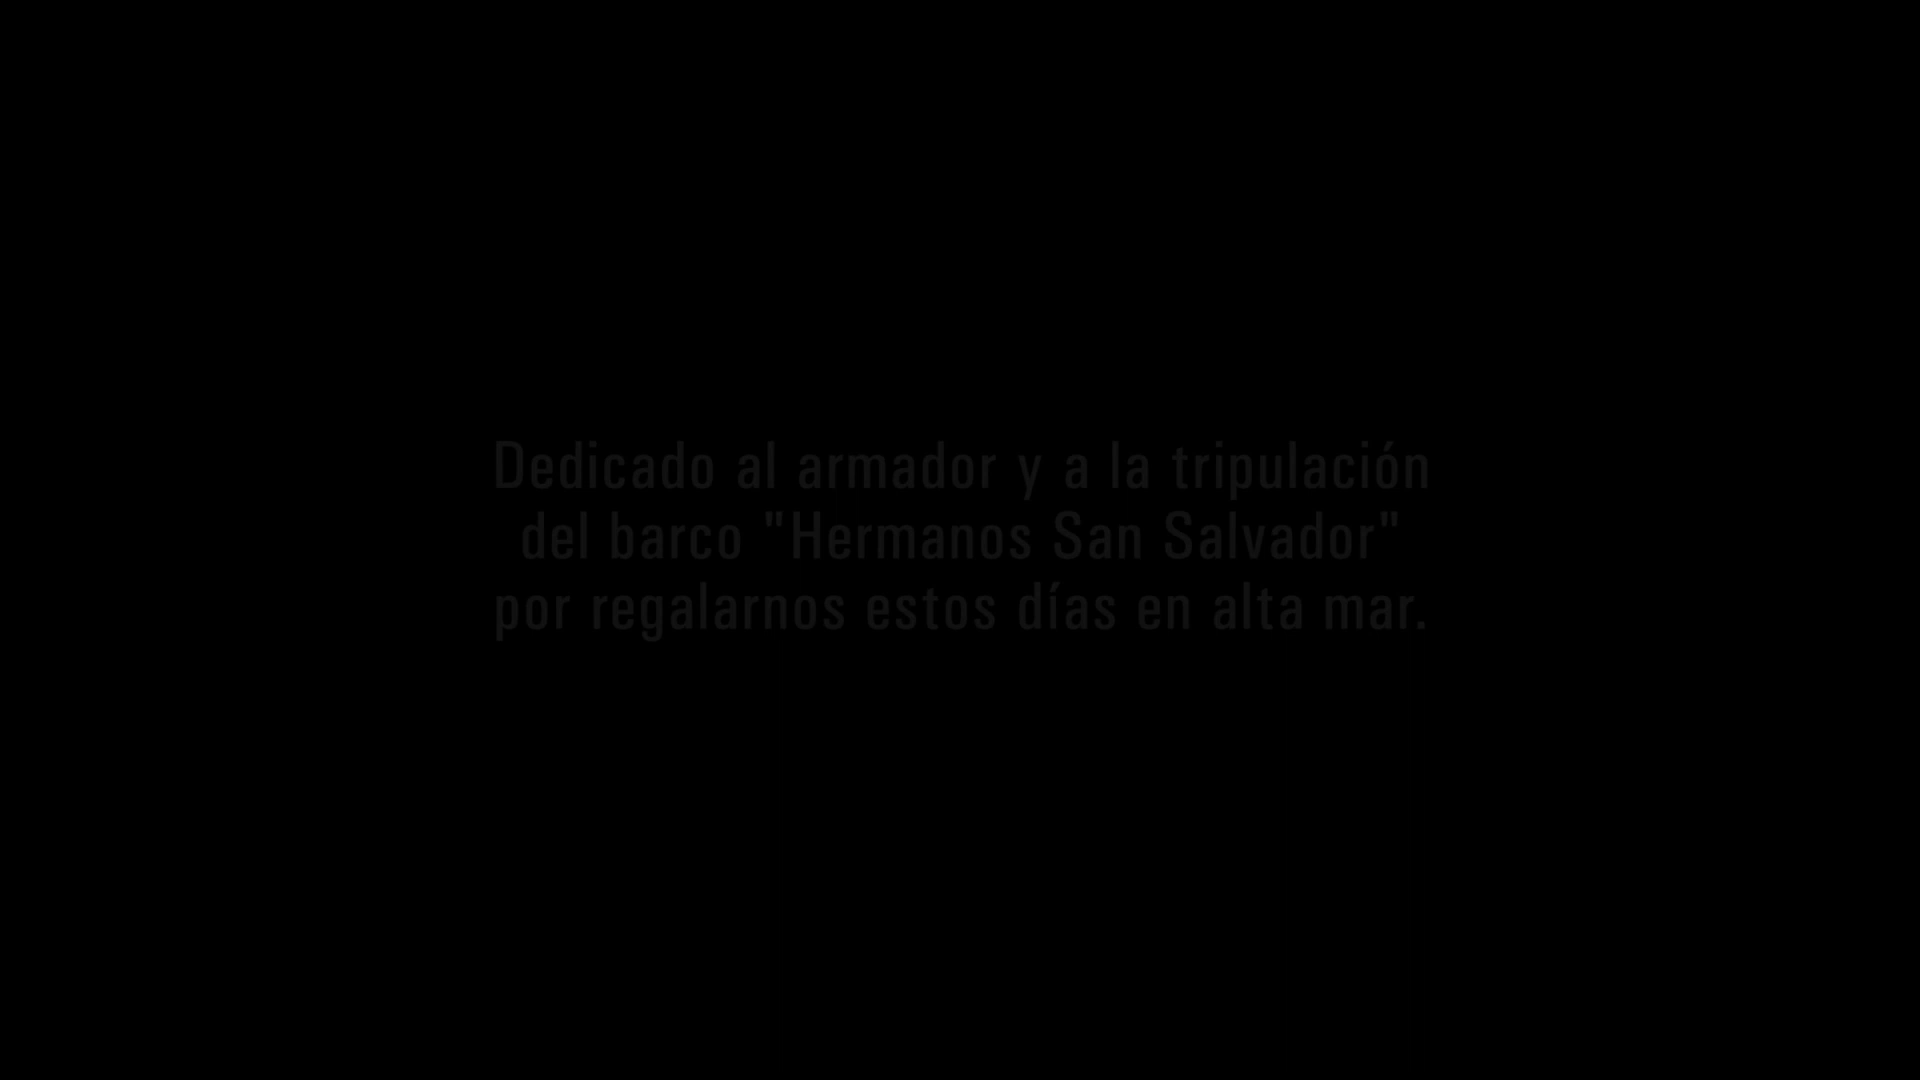 Dedicado al armador y a la tripulación
del barco "Hermanos San Salvador"
por regalarnos estos días en alta mar.